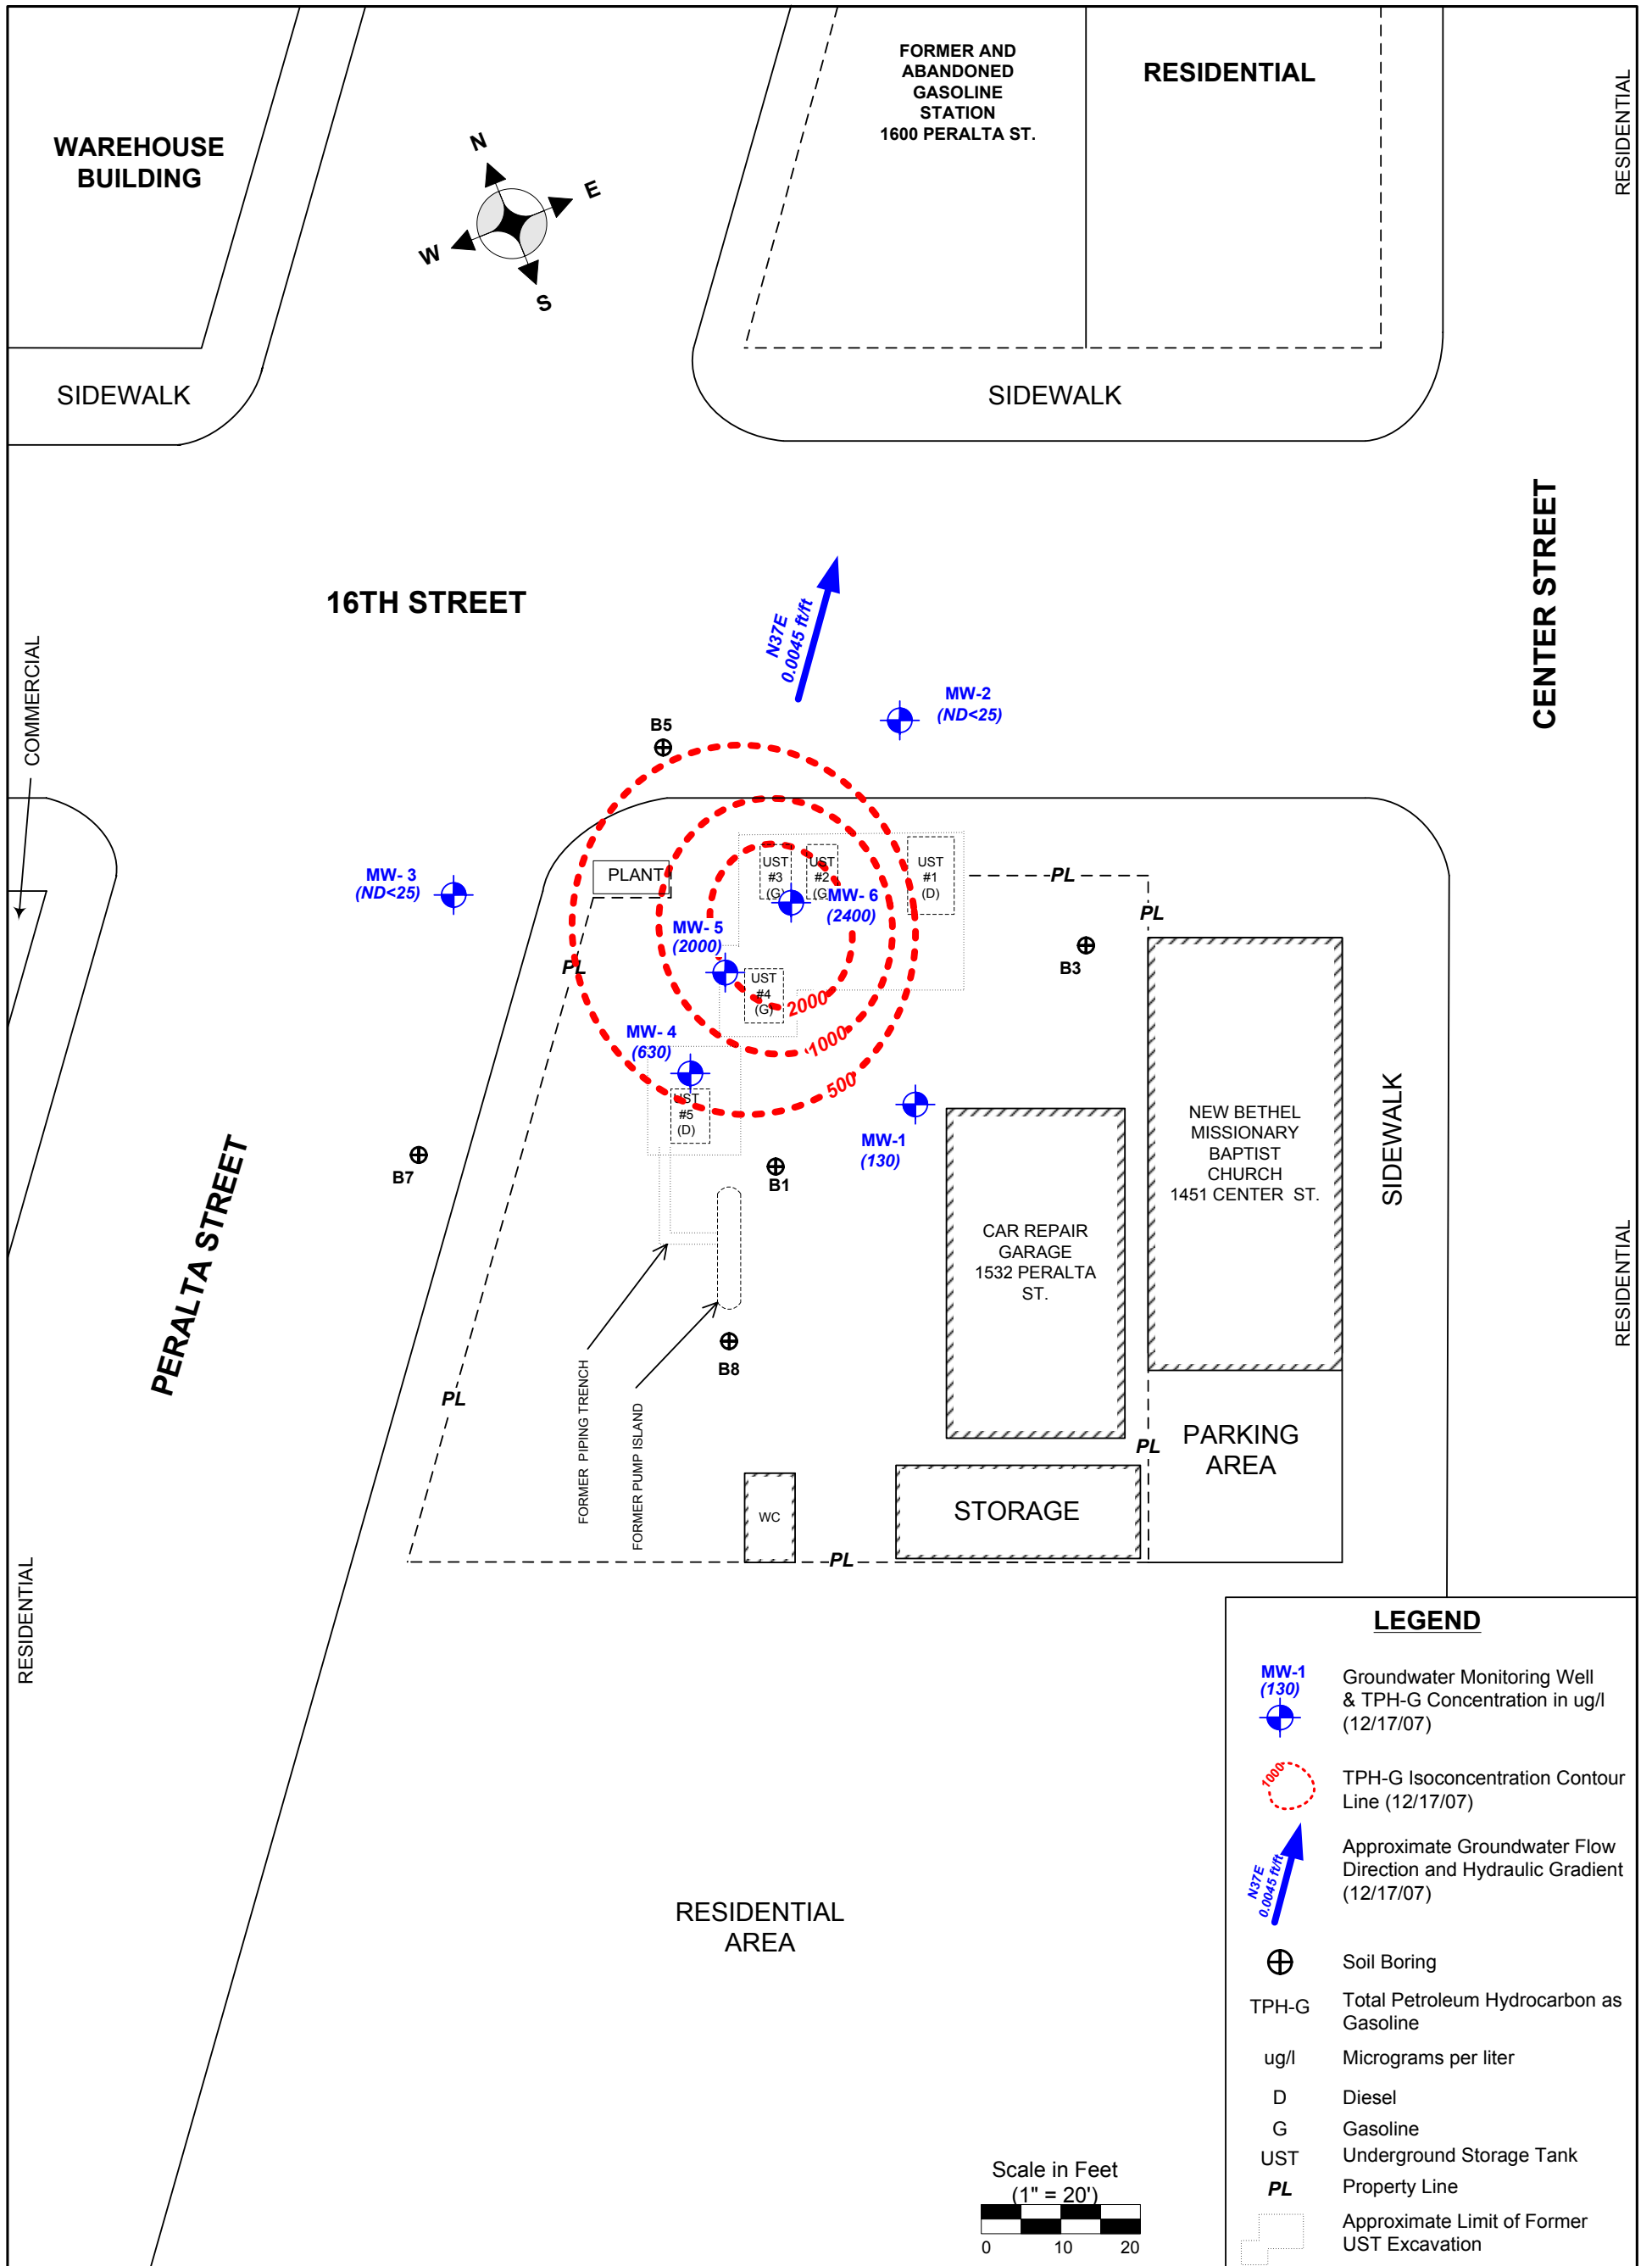 WAREHOUSE
BUILDING
SIDEWALK
N
E
W
S
FORMER AND
ABANDONED
GASOLINE
STATION
1600 PERALTA ST.
RESIDENTIAL
RESIDENTIAL
SIDEWALK
16TH STREET
CENTER STREET
COMMERCIAL
N37E
0.0045 ft/ft
MW-2
(ND<25)
B5
MW- 3
(ND<25)
PLANT
UST
#3
(G)
UST
#2
(G)
UST
#1
(D)
PL
PL
MW- 6
(2400)
MW- 5
(2000)
B3
PL
UST
#4
(G)
2000
1000
500
MW- 4
(630)
UST
#5
(D)
MW-1
(130)
B7
B1
PERALTA STREET
NEW BETHEL
MISSIONARY
BAPTIST
CHURCH
1451 CENTER ST.
SIDEWALK
CAR REPAIR
GARAGE
1532 PERALTA
ST.
RESIDENTIAL
B8
FORMER PIPING TRENCH
FORMER PUMP ISLAND
PL
PL
PARKING
AREA
WC
STORAGE
PL
RESIDENTIAL
RESIDENTIAL
AREA
LEGEND
MW-1
(130)
Groundwater Monitoring Well
& TPH-G Concentration in ug/l
(12/17/07)
1000
TPH-G Isoconcentration Contour
Line (12/17/07)
N37E
0.0045 ft/ft
Approximate Groundwater Flow
Direction and Hydraulic Gradient
(12/17/07)
Soil Boring
TPH-G Total Petroleum Hydrocarbon as
Gasoline
ug/l Micrograms per liter
D Diesel
G Gasoline
UST Underground Storage Tank
PL Property Line
Approximate Limit of Former
UST Excavation
Scale in Feet
(1" = 20')
0 10 20